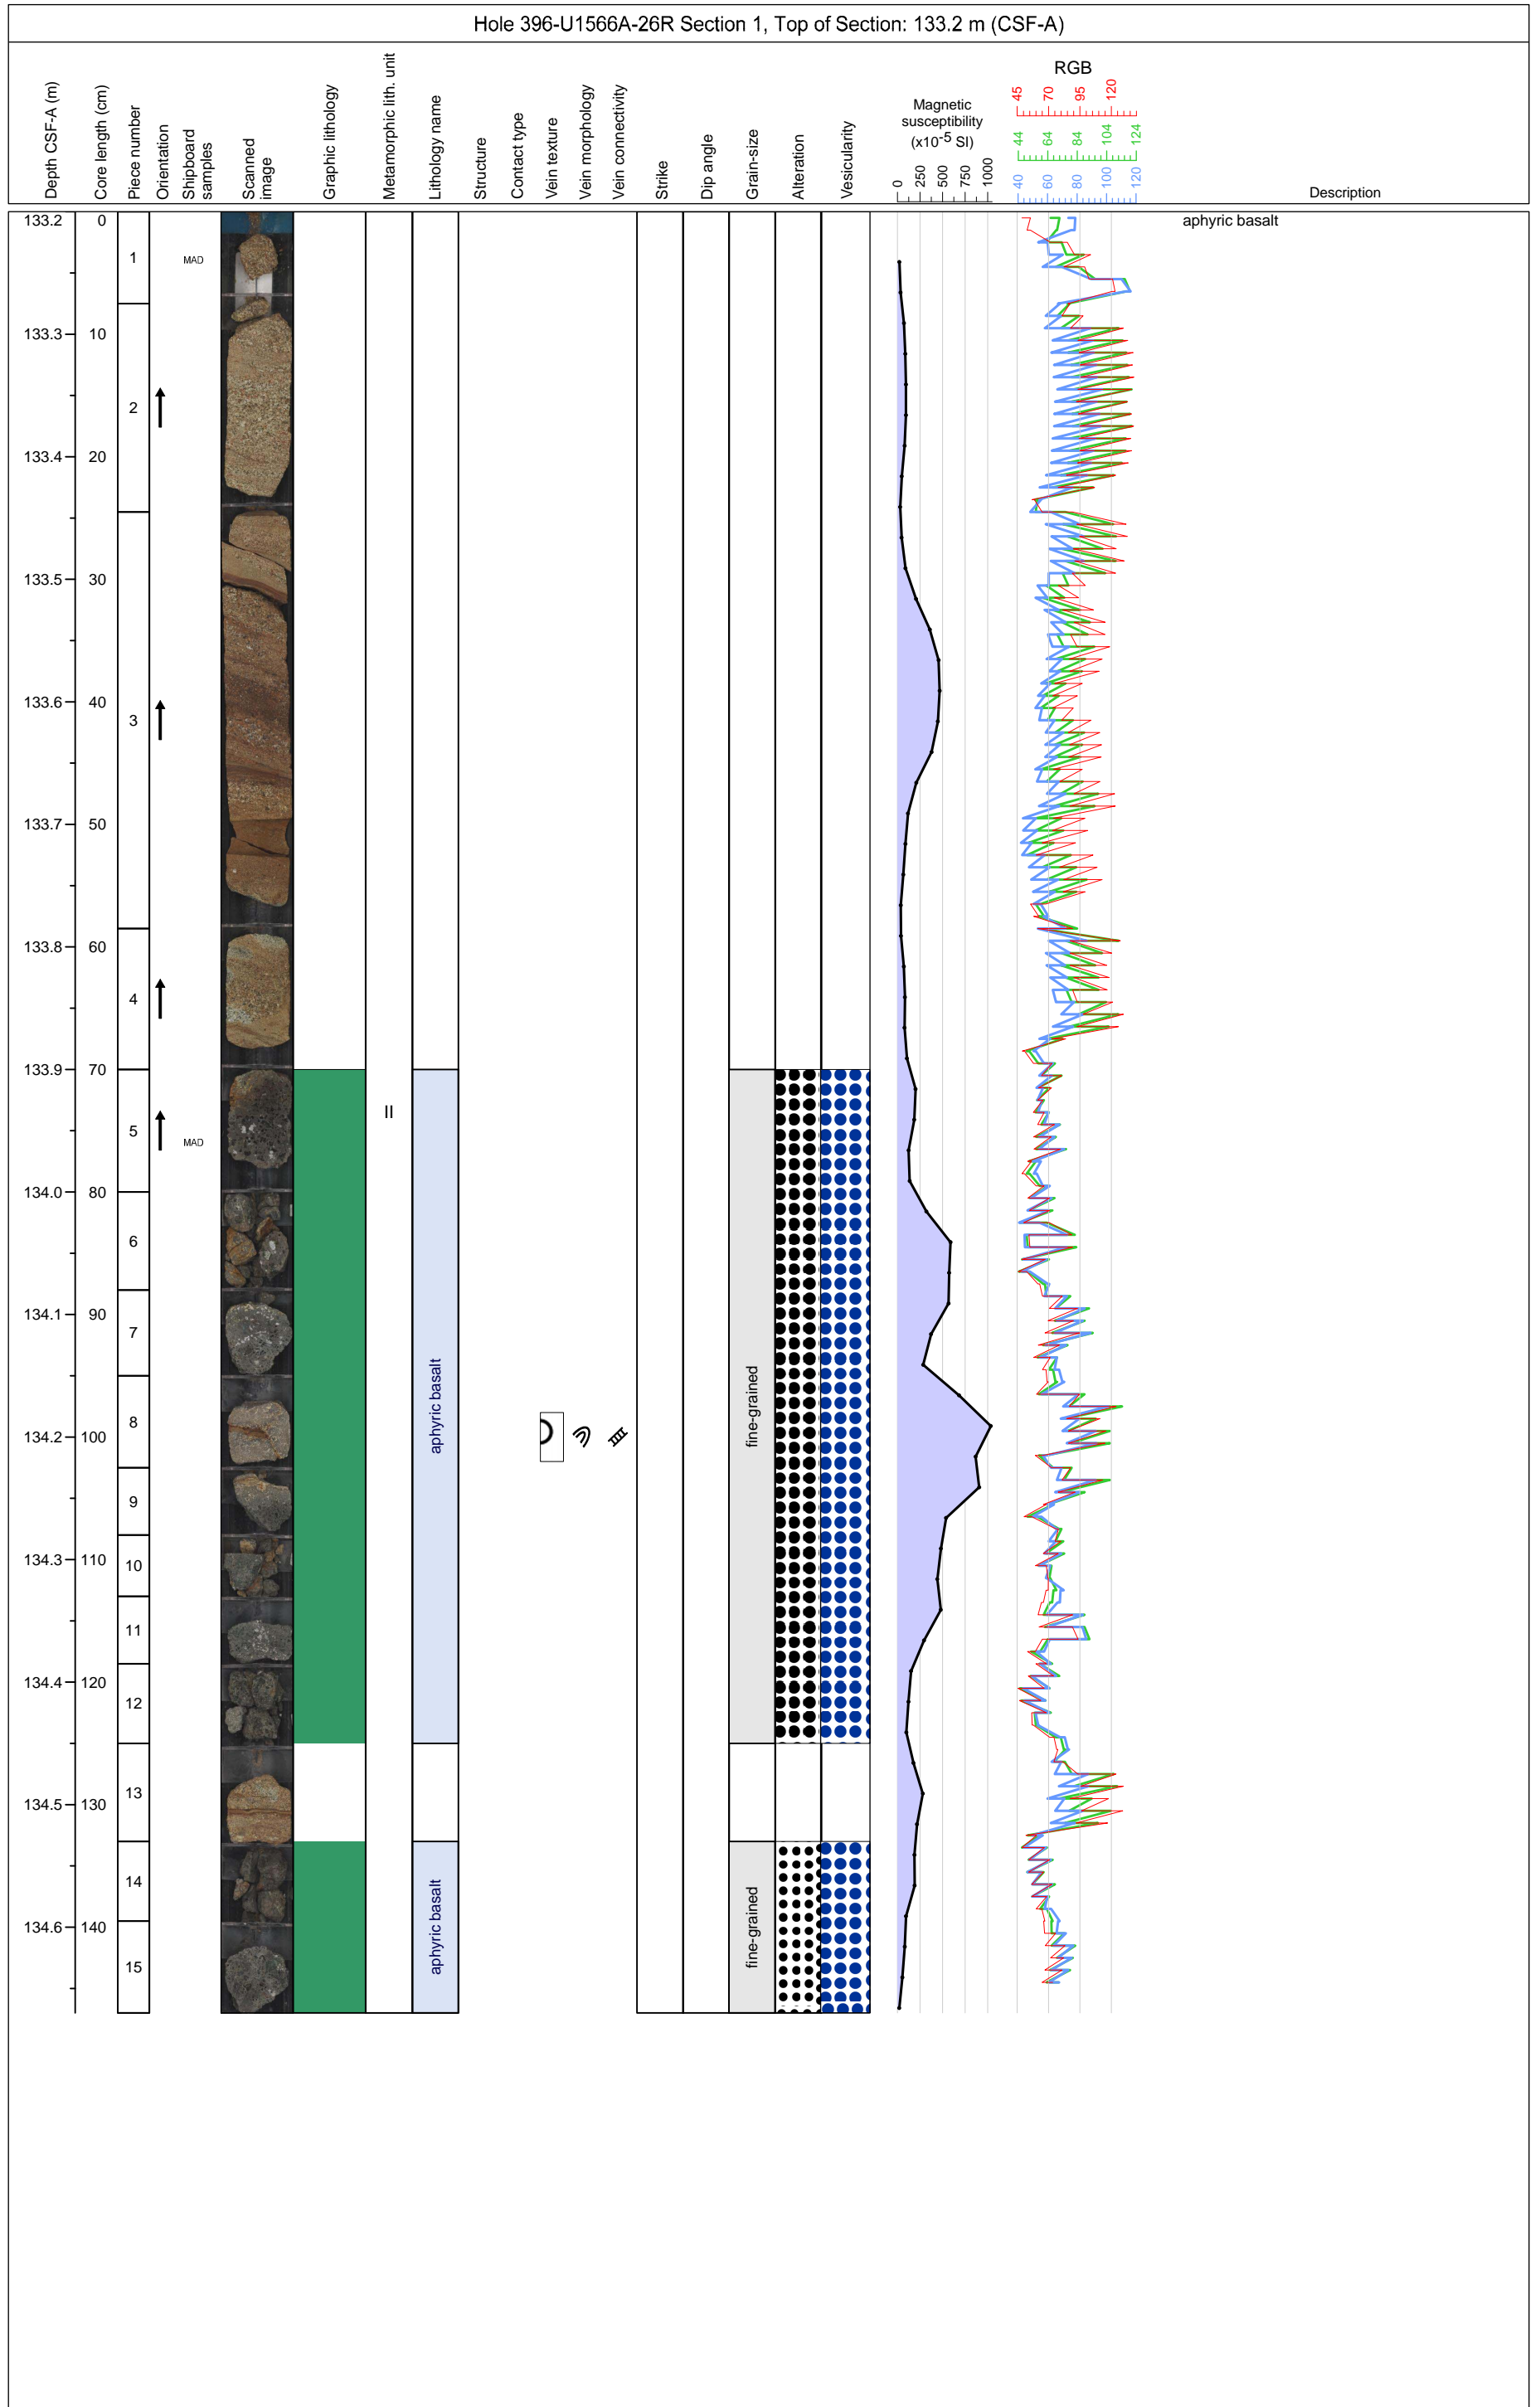 Hole 396-U1566A-26R Section 1, Top of Section: 133.2 m (CSF-A)
Depth CSF-A (m)
Core length (cm)
Piece number
Orientation
Shipboard
samples
Scanned
image
Graphic lithology
Metamorphic lith. unit
Lithology name
Structure
Contact type
Vein texture
Vein morphology
Vein connectivity
Strike
Dip angle
Grain-size
Alteration
Vesicularity
Magnetic
susceptibility
(x10-5 SI)
0 250 500 750 1000
RGB
45 70 95 120
44 64 84 104 124
40 60 80 100 120
Description
133.2 0
aphyric basalt
1 MAD
133.3 10
2
133.4 20
133.5 30
133.6 40
3
133.7 50
133.8 60
4
133.9 70
II
5 MAD
134.0 80
6
134.1 90
7
8
134.2 100
aphyric basalt
fine-grained
9
134.3 110
10
11
134.4 120
12
13
134.5 130
14
134.6 140
aphyric basalt
fine-grained
15